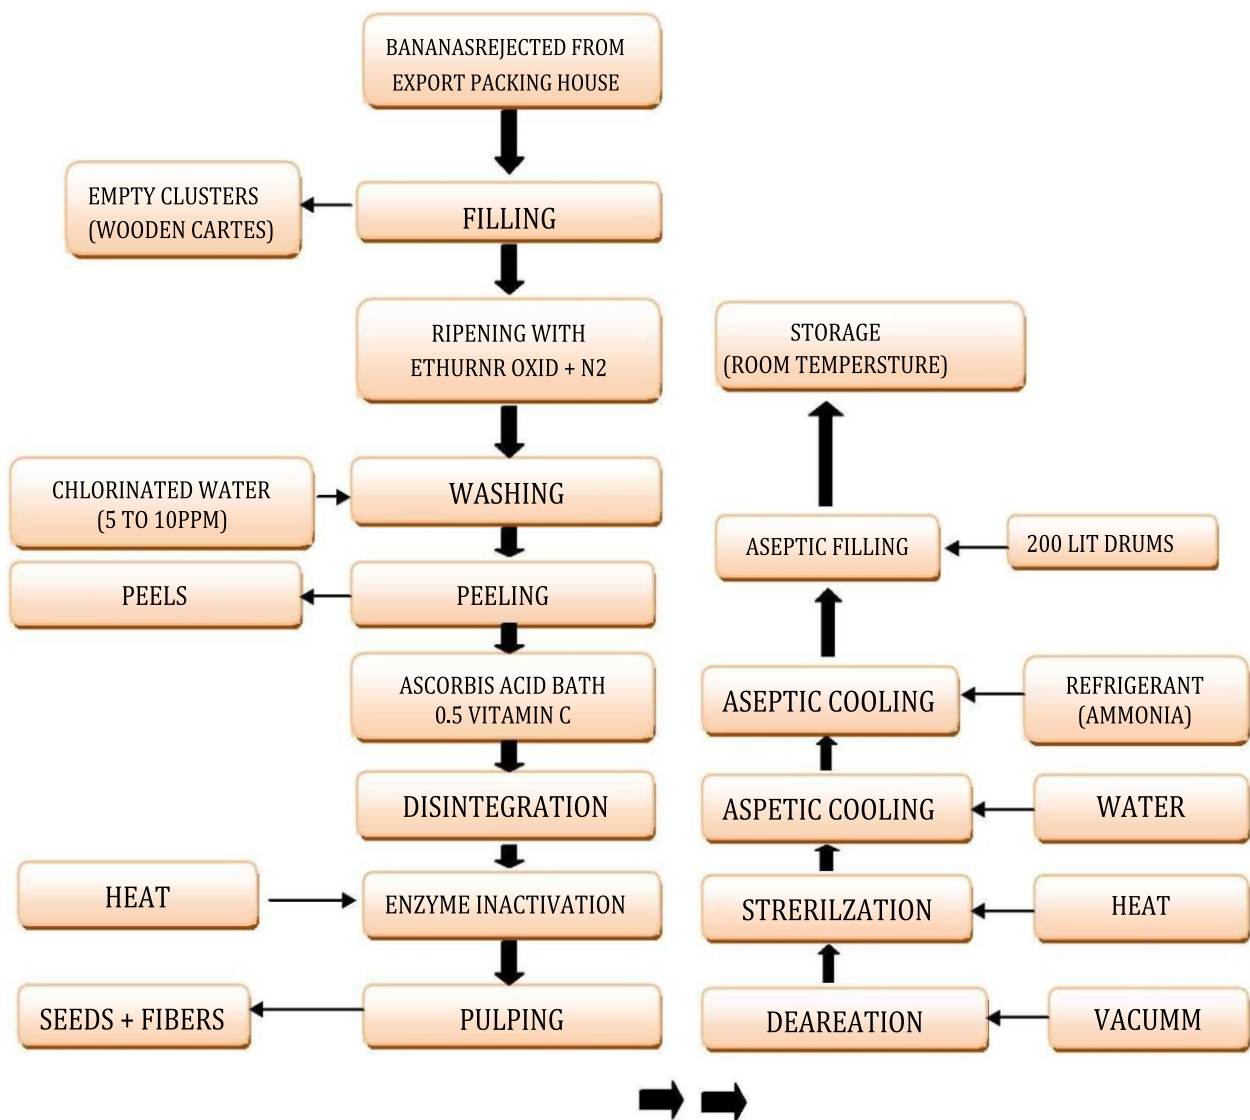 BANANASREJECTED FROM
EXPORT PACKING HOUSE
EMPTY CLUSTERS
(WOODEN CARTES)
FILLING
RIPENING WITH
ETHURNR OXID + N2
CHLORINATED WATER
(5 TO 10PPM)
WASHING
PEELS
PEELING
ASCORBIS ACID BATH
0.5 VITAMIN C
DISINTEGRATION
HEAT
ENZYME INACTIVATION
SEEDS + FIBERS
PULPING
STORAGE
(ROOM TEMPERSTURE)
ASEPTIC FILLING
200 LIT DRUMS
ASEPTIC COOLING
REFRIGERANT
(AMMONIA)
ASPETIC COOLING
WATER
STRERILZATION
HEAT
DEAREATION
VACUMM